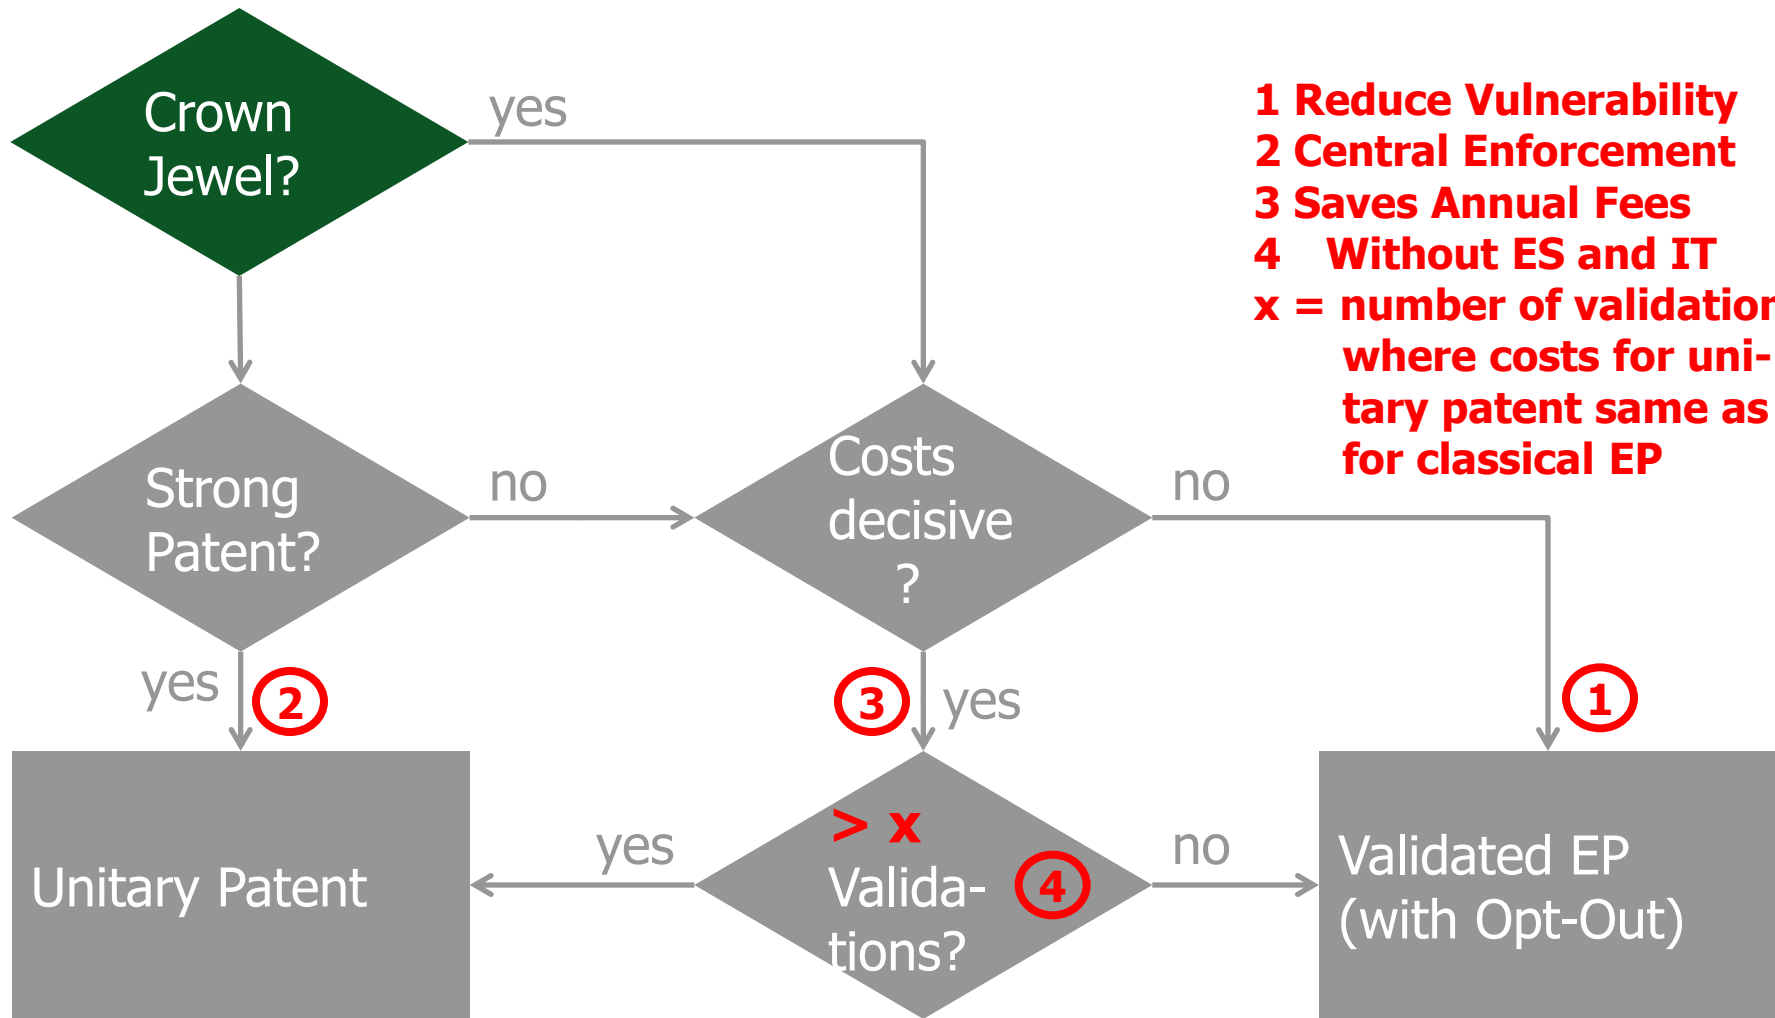 Crown
Jewel?
yes
1 Reduce Vulnerability
2 Central Enforcement
3 Saves Annual Fees
4 Without ES and IT
x = number of validation
where costs for uni-
tary patent same as
for classical EP
Strong
Patent?
no
Costs
decisive
?
no
yes
2
3
yes
1
Unitary Patent
yes
> x
Valida-
tions?
4
no
Validated EP
(with Opt-Out)